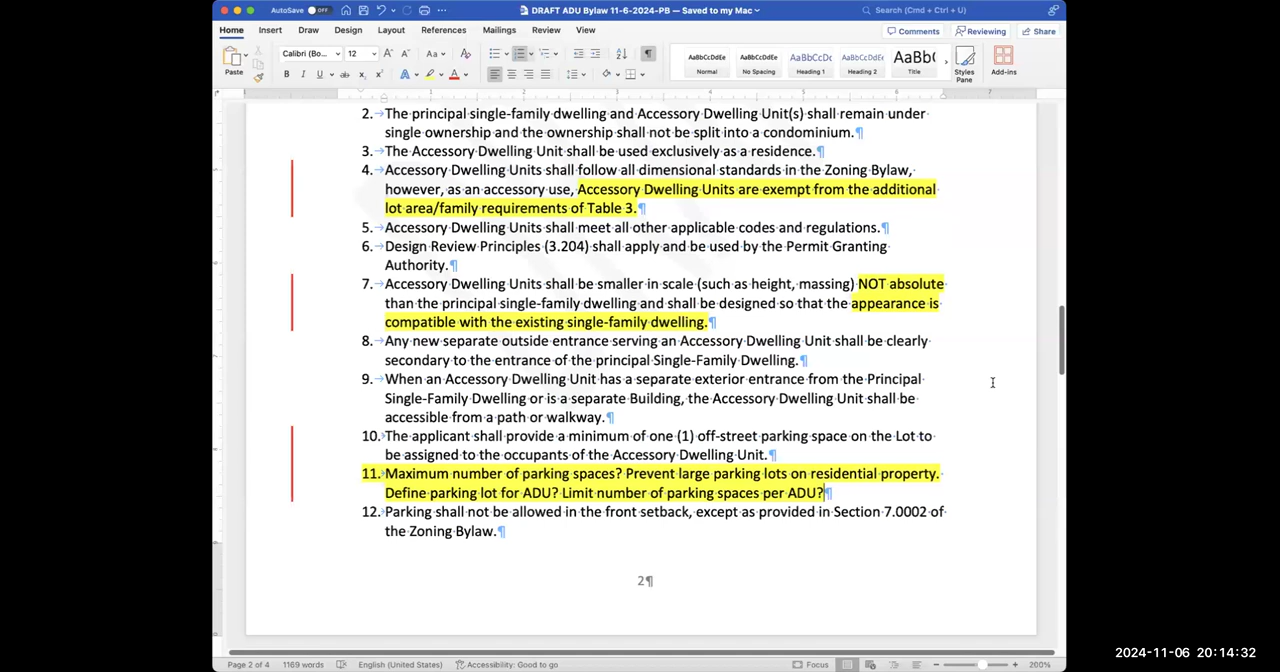 AutoSave OFF DRAFT ADU Bylaw 11-6-2024-PB — Saved to my Mac Search (Cmd + Ctrl + U)
Home Insert Draw Design Layout References Mailings Review View Comments Reviewing Share
Calibri (Bo... 12
Paste
AaBbCcDdEe AaBbCcDdEe AaBbCcDc AaBbCcDdEe AaBb(
Normal No Spacing Heading 1 Heading 2 Title Styles Pane Add-ins
2. The principal single-family dwelling and Accessory Dwelling Unit(s) shall remain under
single ownership and the ownership shall not be split into a condominium.¶
3. The Accessory Dwelling Unit shall be used exclusively as a residence.¶
4. Accessory Dwelling Units shall follow all dimensional standards in the Zoning Bylaw,
however, as an accessory use, Accessory Dwelling Units are exempt from the additional
lot area/family requirements of Table 3.¶
5. Accessory Dwelling Units shall meet all other applicable codes and regulations.¶
6. Design Review Principles (3.204) shall apply and be used by the Permit Granting
Authority.¶
7. Accessory Dwelling Units shall be smaller in scale (such as height, massing) NOT absolute
than the principal single-family dwelling and shall be designed so that the appearance is
compatible with the existing single-family dwelling.¶
8. Any new separate outside entrance serving an Accessory Dwelling Unit shall be clearly
secondary to the entrance of the principal Single-Family Dwelling.¶
9. When an Accessory Dwelling Unit has a separate exterior entrance from the Principal
Single-Family Dwelling or is a separate Building, the Accessory Dwelling Unit shall be
accessible from a path or walkway.¶
10. The applicant shall provide a minimum of one (1) off-street parking space on the Lot to
be assigned to the occupants of the Accessory Dwelling Unit.¶
11. Maximum number of parking spaces? Prevent large parking lots on residential property.
Define parking lot for ADU? Limit number of parking spaces per ADU?¶
12. Parking shall not be allowed in the front setback, except as provided in Section 7.0002 of
the Zoning Bylaw.¶
2¶
Page 2 of 4 1169 words English (United States) Accessibility: Good to go Focus 200%
2024-11-06 20:14:32